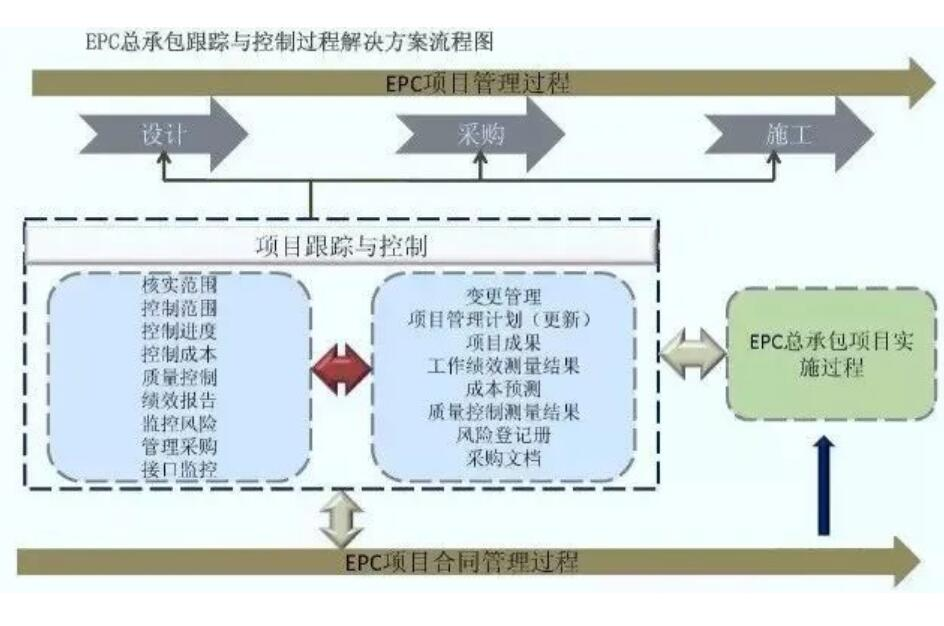 EPC总承包跟踪与控制过程解决方案流程图
EPC项目管理过程
设计
采购
施工
项目跟踪与控制
核实范围
控制范围
控制进度
控制成本
质量控制
绩效报告
监控风险
管理采购
接口监控
变更管理
项目管理计划（更新）
项目成果
工作绩效测量结果
成本预测
质量控制测量结果
风险登记册
采购文档
EPC总承包项目实
施过程
EPC项目合同管理过程